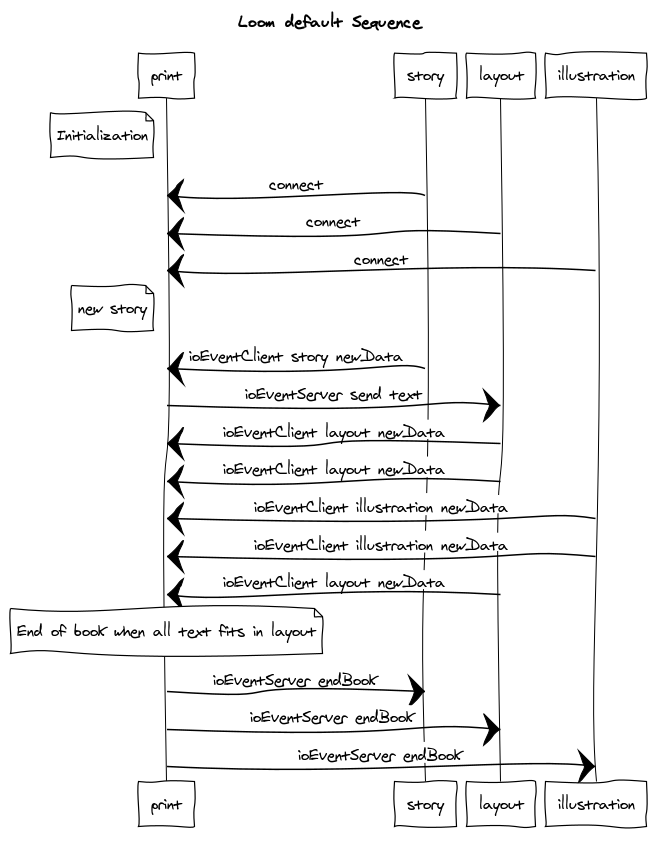 Loom default Sequence
print
story
layout
illustration
Initialization
connect
connect
connect
new story
ioEventClient story newData
ioEventServer send text
ioEventClient layout newData
ioEventClient layout newData
ioEventClient illustration newData
ioEventClient illustration newData
ioEventClient layout newData
End of book when all text fits in layout
ioEventServer endBook
ioEventServer endBook
ioEventServer endBook
print
story
layout
illustration